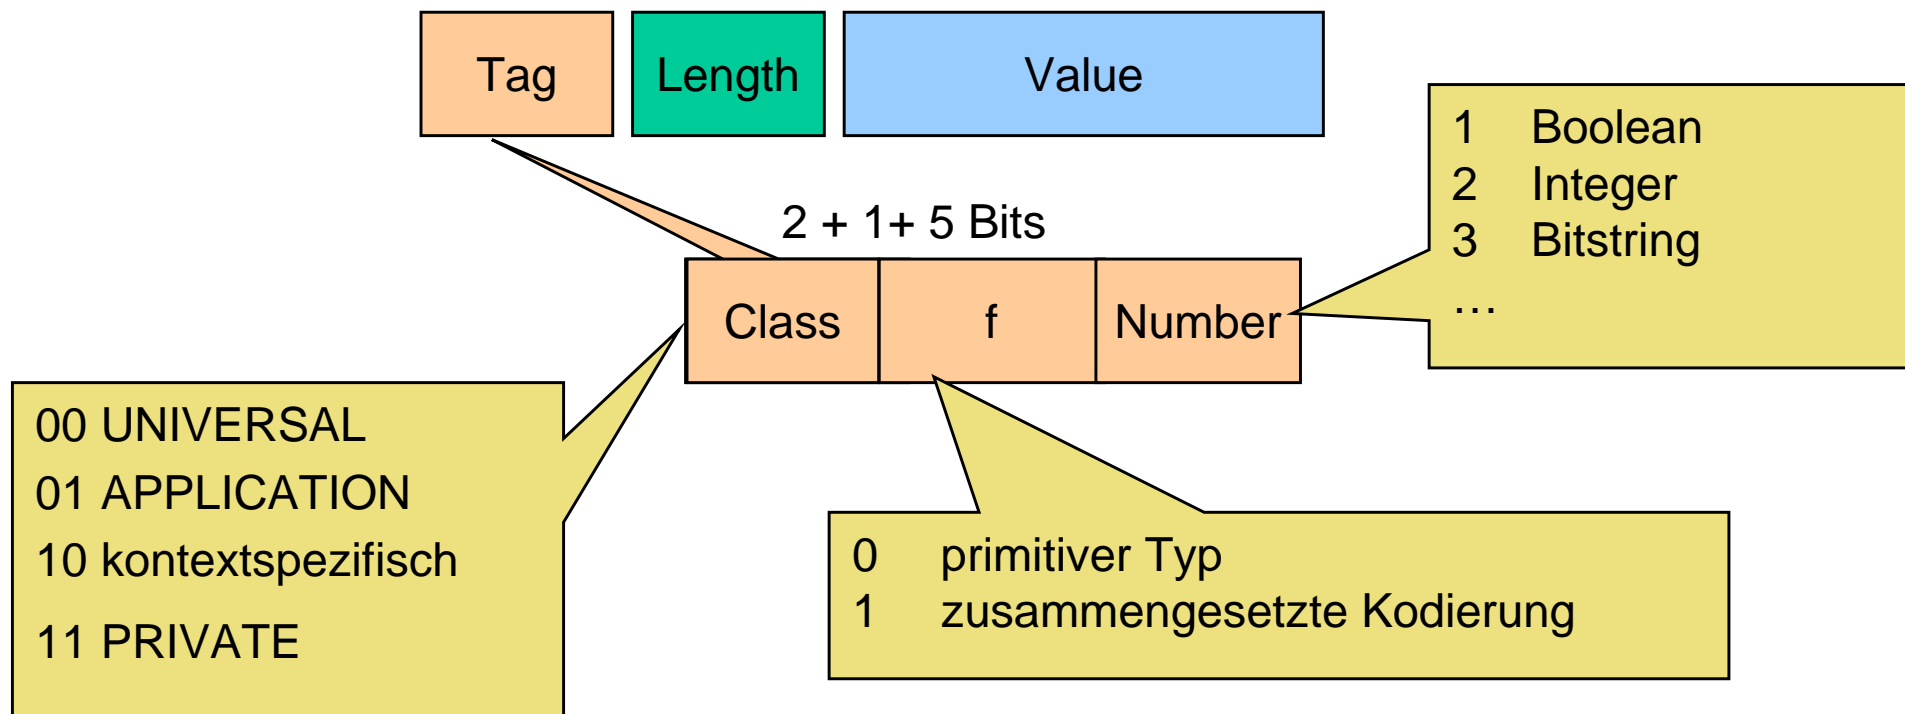 Tag Length Value
2 + 1+ 5 Bits
Class f Number
1 Boolean
2 Integer
3 Bitstring
…
00 UNIVERSAL
01 APPLICATION
10 kontextspezifisch
11 PRIVATE
0 primitiver Typ
1 zusammengesetzte Kodierung